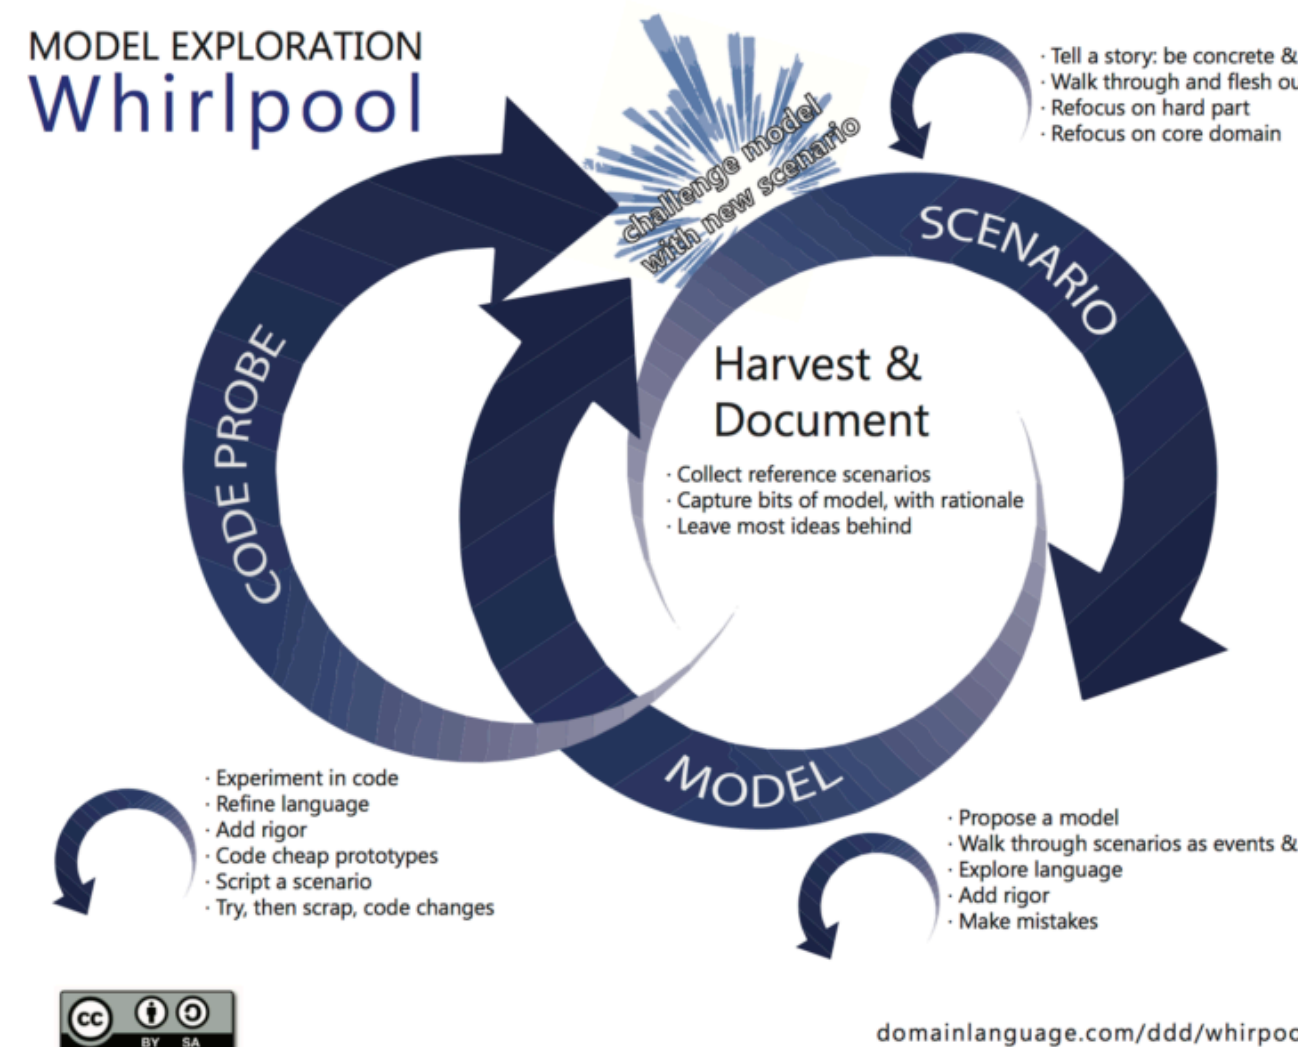 MODEL EXPLORATION
Whirlpool
challenge model
with new scenario
· Tell a story: be concrete &
· Walk through and flesh ou
· Refocus on hard part
· Refocus on core domain
SCENARIO
CODE PROBE
Harvest &
Document
· Collect reference scenarios
· Capture bits of model, with rationale
· Leave most ideas behind
MODEL
· Experiment in code
· Refine language
· Add rigor
· Code cheap prototypes
· Script a scenario
· Try, then scrap, code changes
· Propose a model
· Walk through scenarios as events &
· Explore language
· Add rigor
· Make mistakes
cc
BY SA
domainlanguage.com/ddd/whirpoo